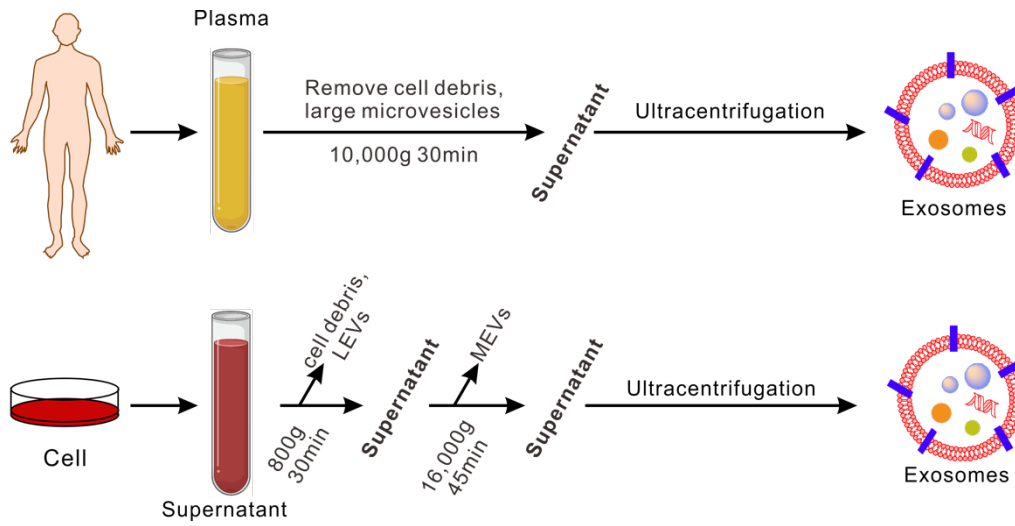 Plasma
Remove cell debris,
large microvesicles
10,000g 30min
Supernatant
Ultracentrifugation
Exosomes
Cell
Supernatant
cell debris,
LEVs
800g
30min
Supernatant
MEVs
16,000g
45min
Supernatant
Ultracentrifugation
Exosomes